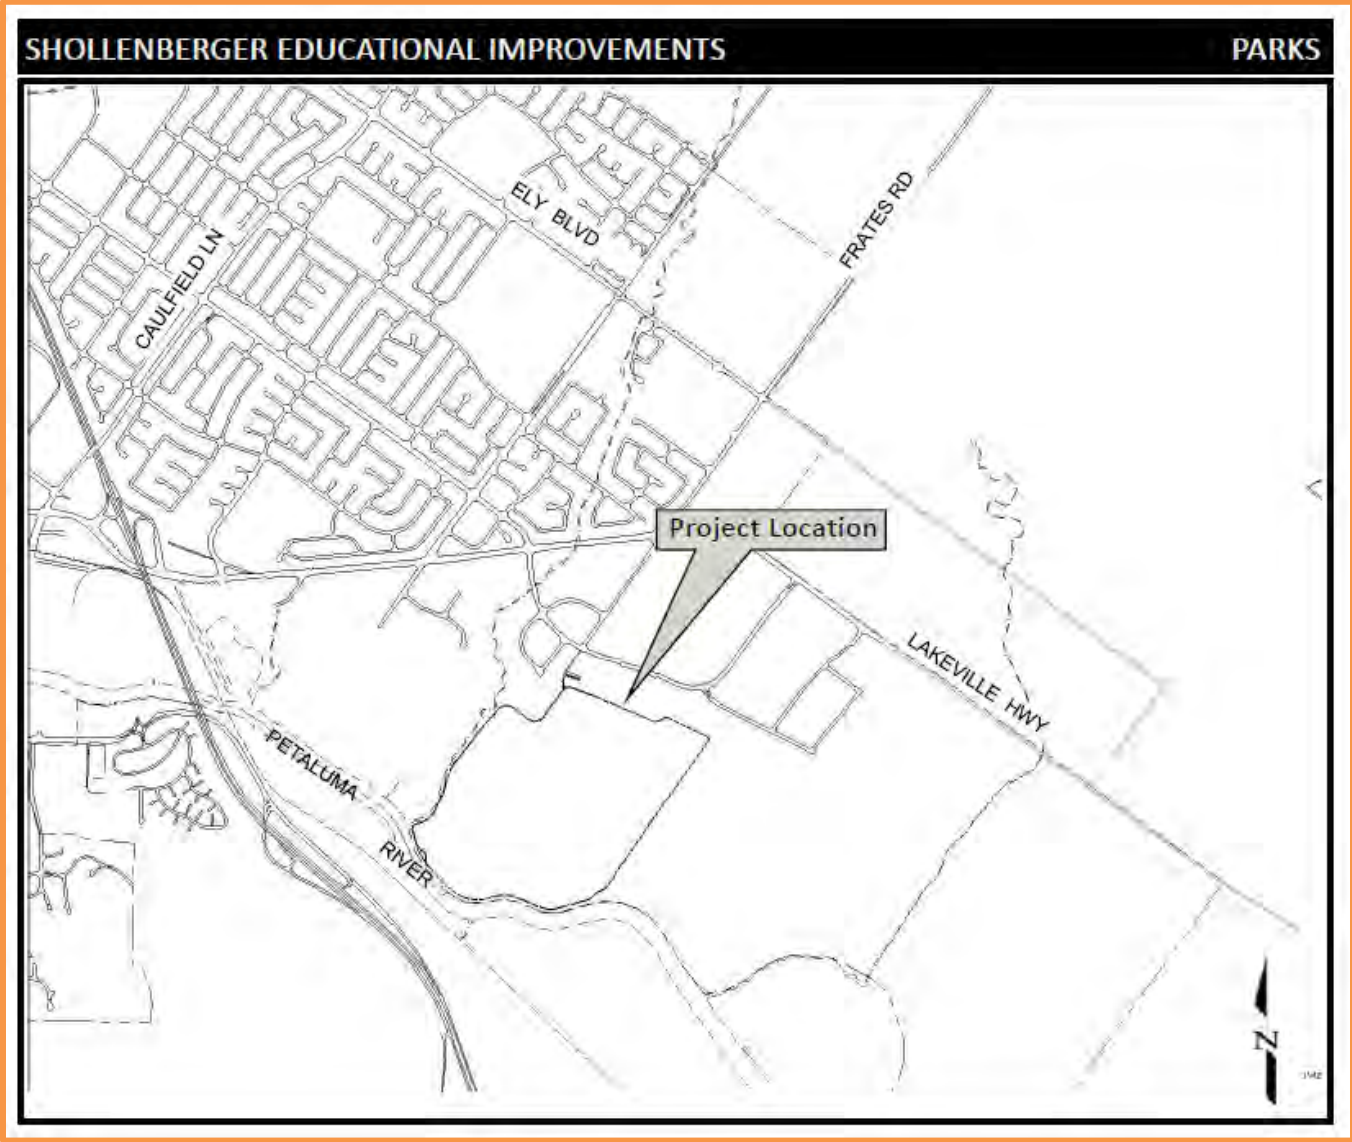 SHOLLENBERGER EDUCATIONAL IMPROVEMENTS PARKS
ELY BLVD
FRATES RD
CAULFIELD LN
Project Location
LAKEVILLE HWY
PETALUMA
RIVER
N